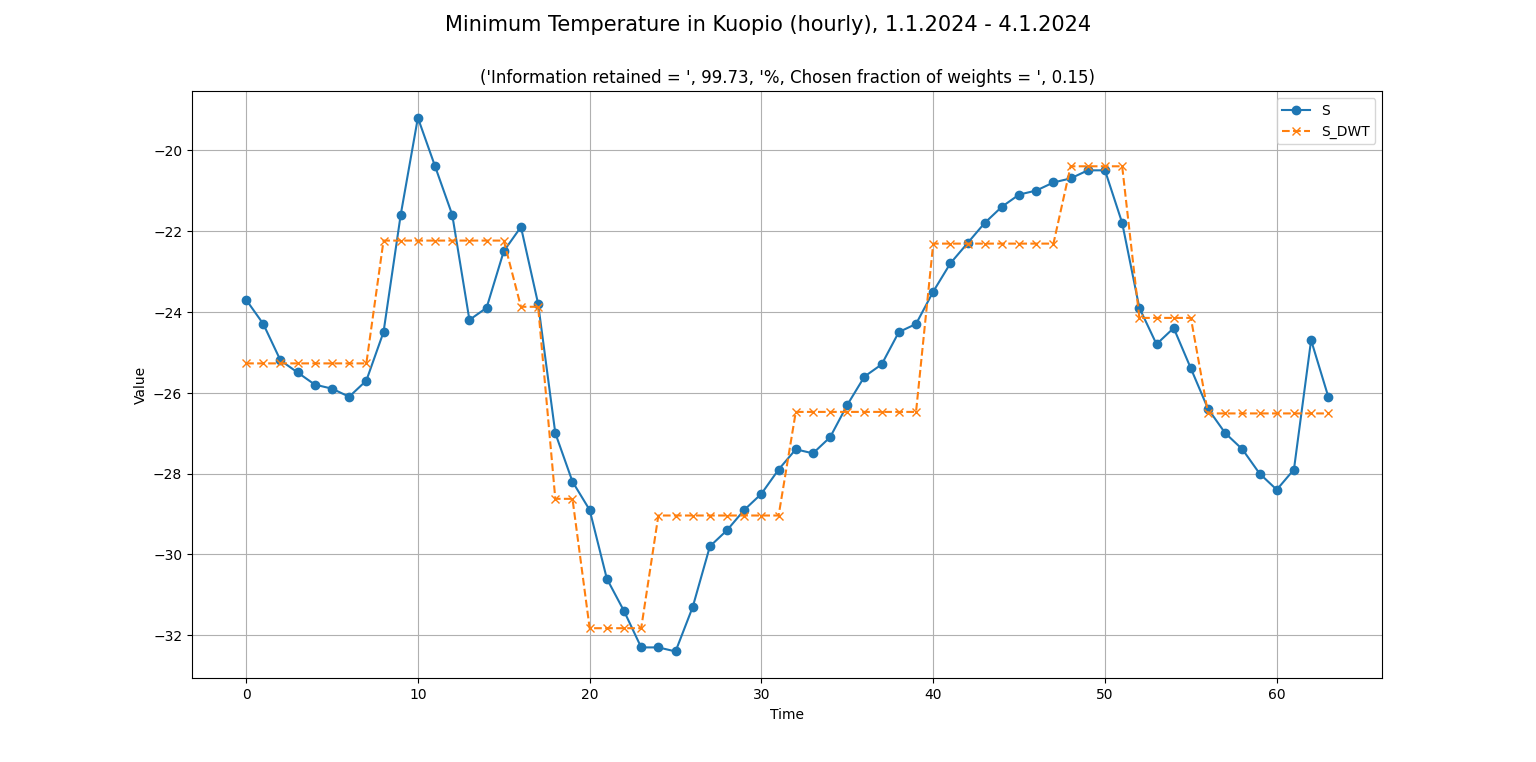 Minimum Temperature in Kuopio (hourly), 1.1.2024 - 4.1.2024
('Information retained = ', 99.73, '%, Chosen fraction of weights = ', 0.15)
S
S_DWT
−20
−22
−24
−26
−28
−30
−32
Value
0 10 20 30 40 50 60
Time